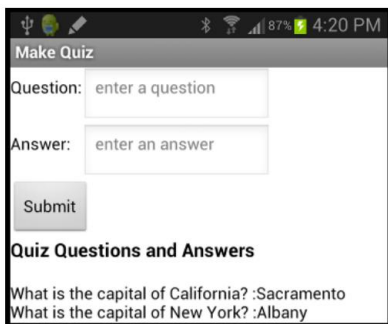 87% 4:20 PM
Make Quiz
Question: enter a question
Answer: enter an answer
Submit
Quiz Questions and Answers
What is the capital of California? :Sacramento
What is the capital of New York? :Albany